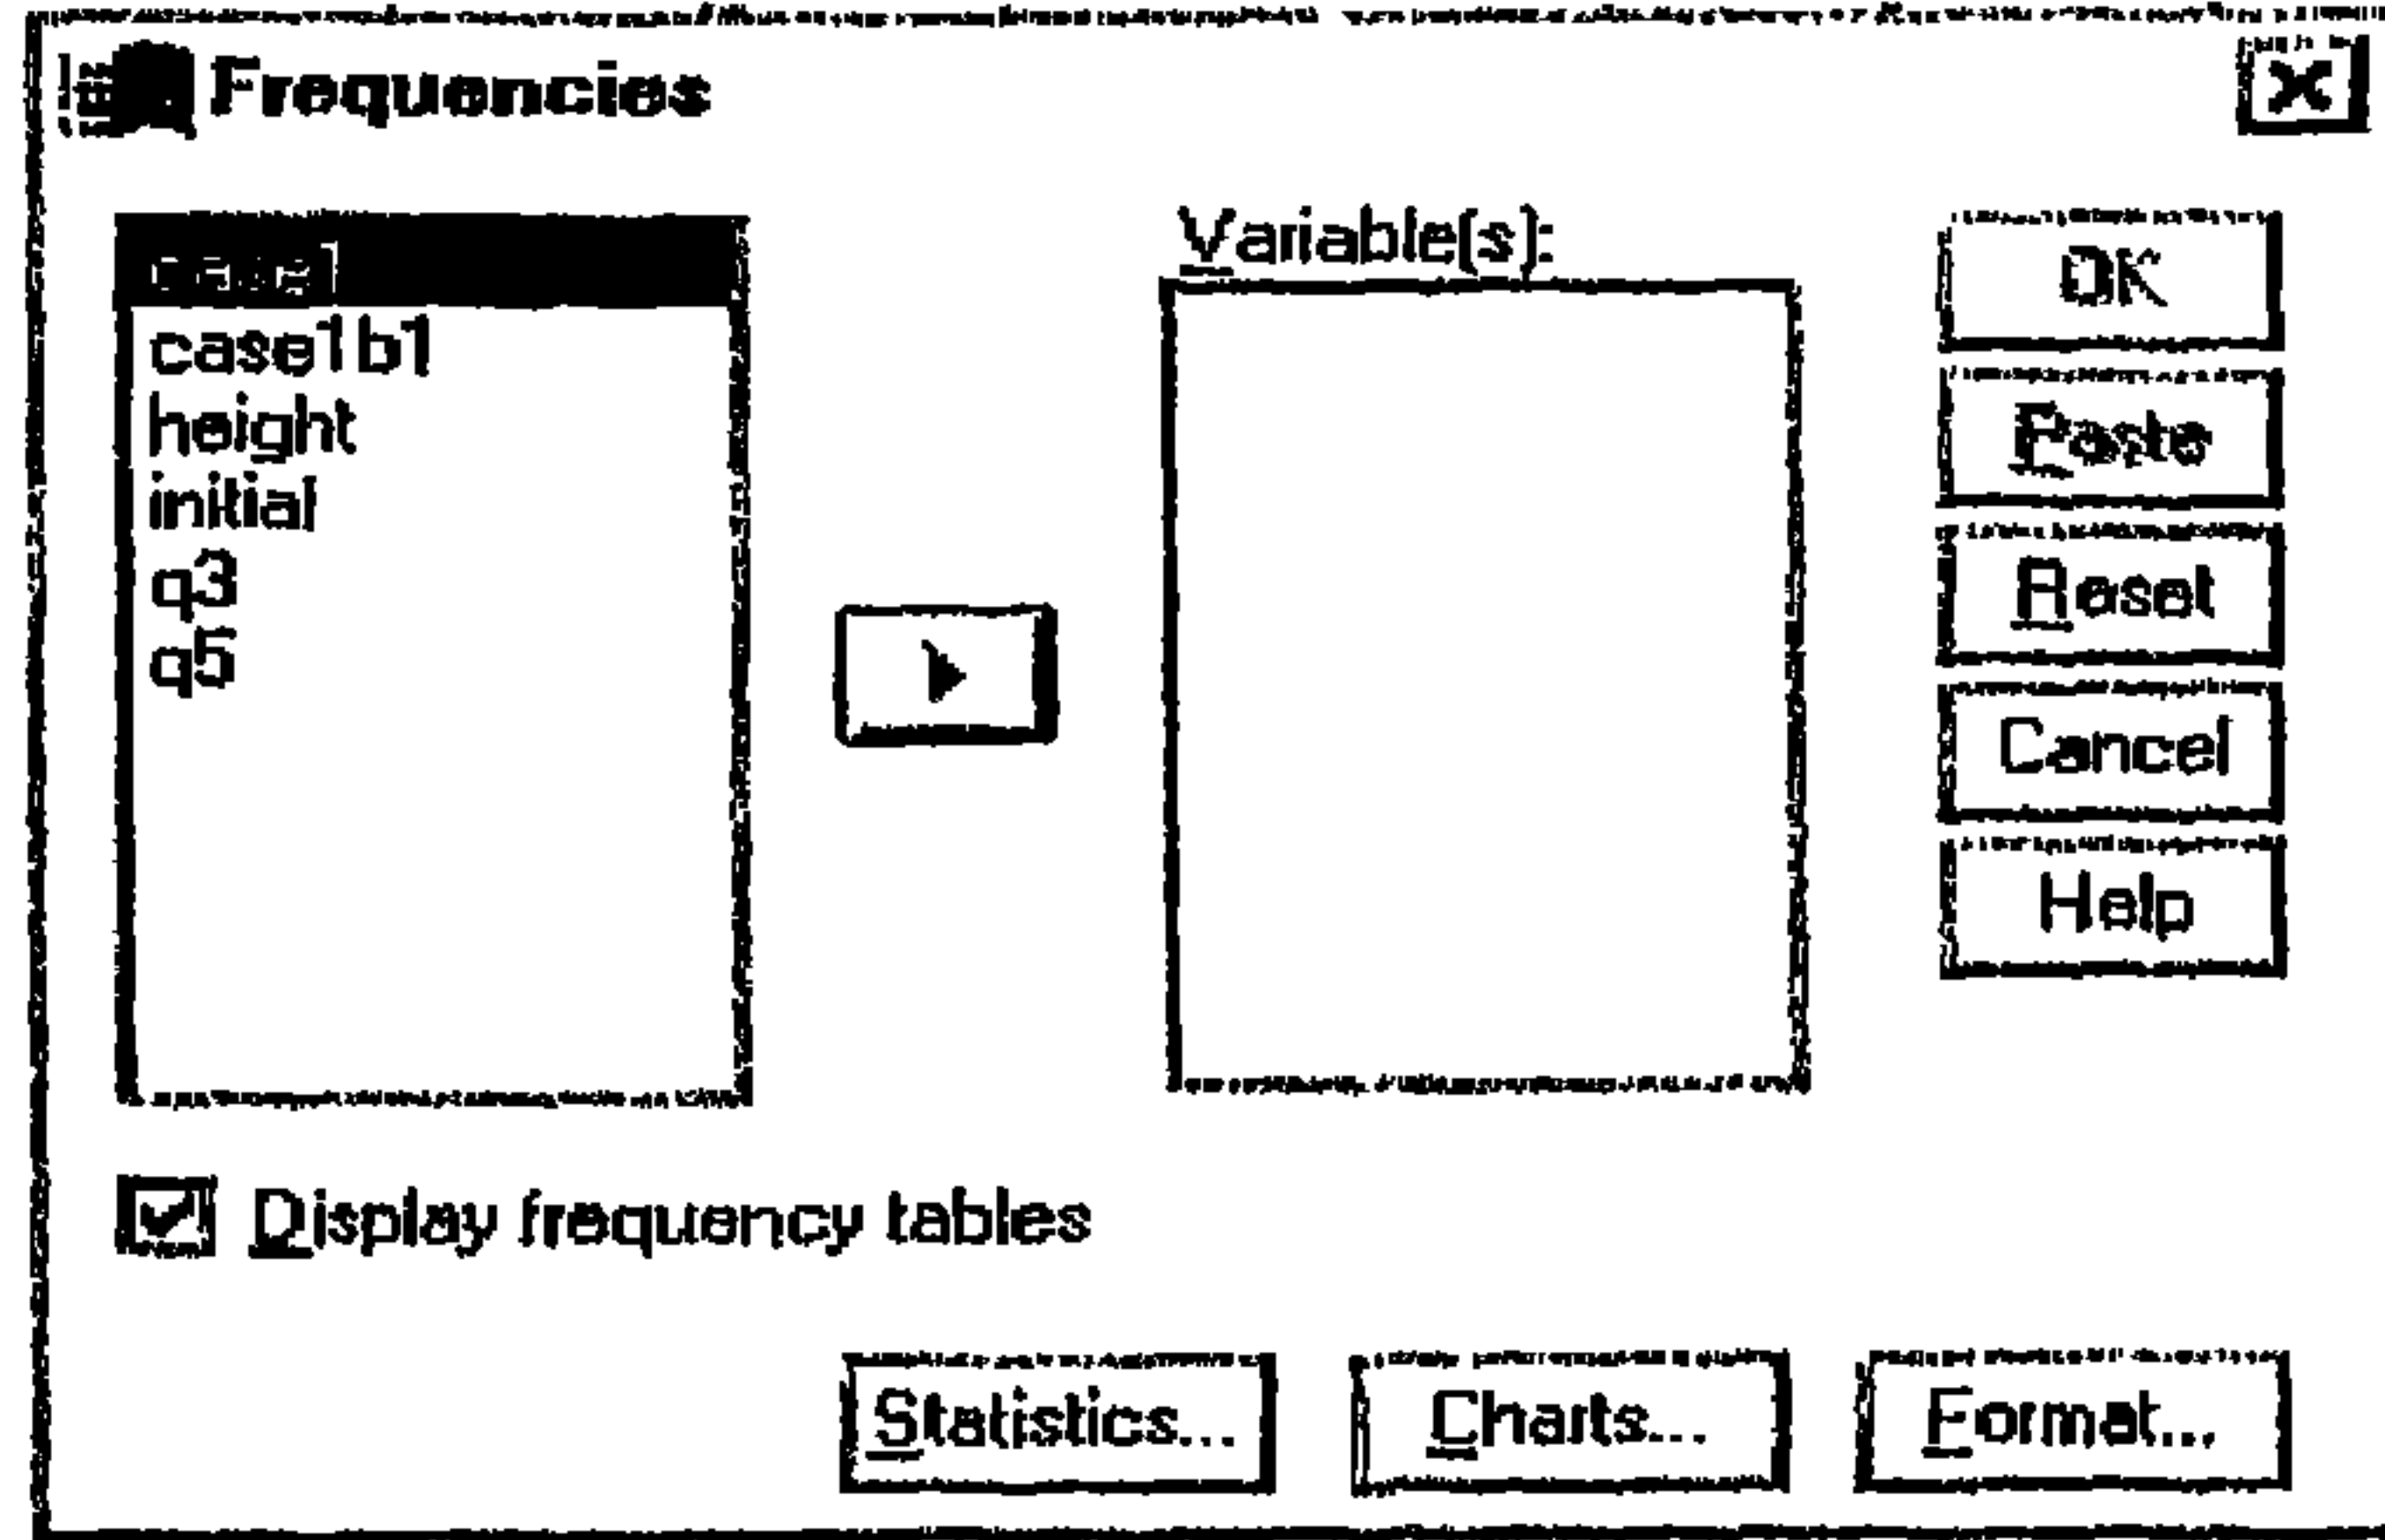 Frequencies
case1
case1b1
height
initial
q3
q5
Variable(s):
OK
Paste
Reset
Cancel
Help
Display frequency tables
Statistics...
Charts...
Format...